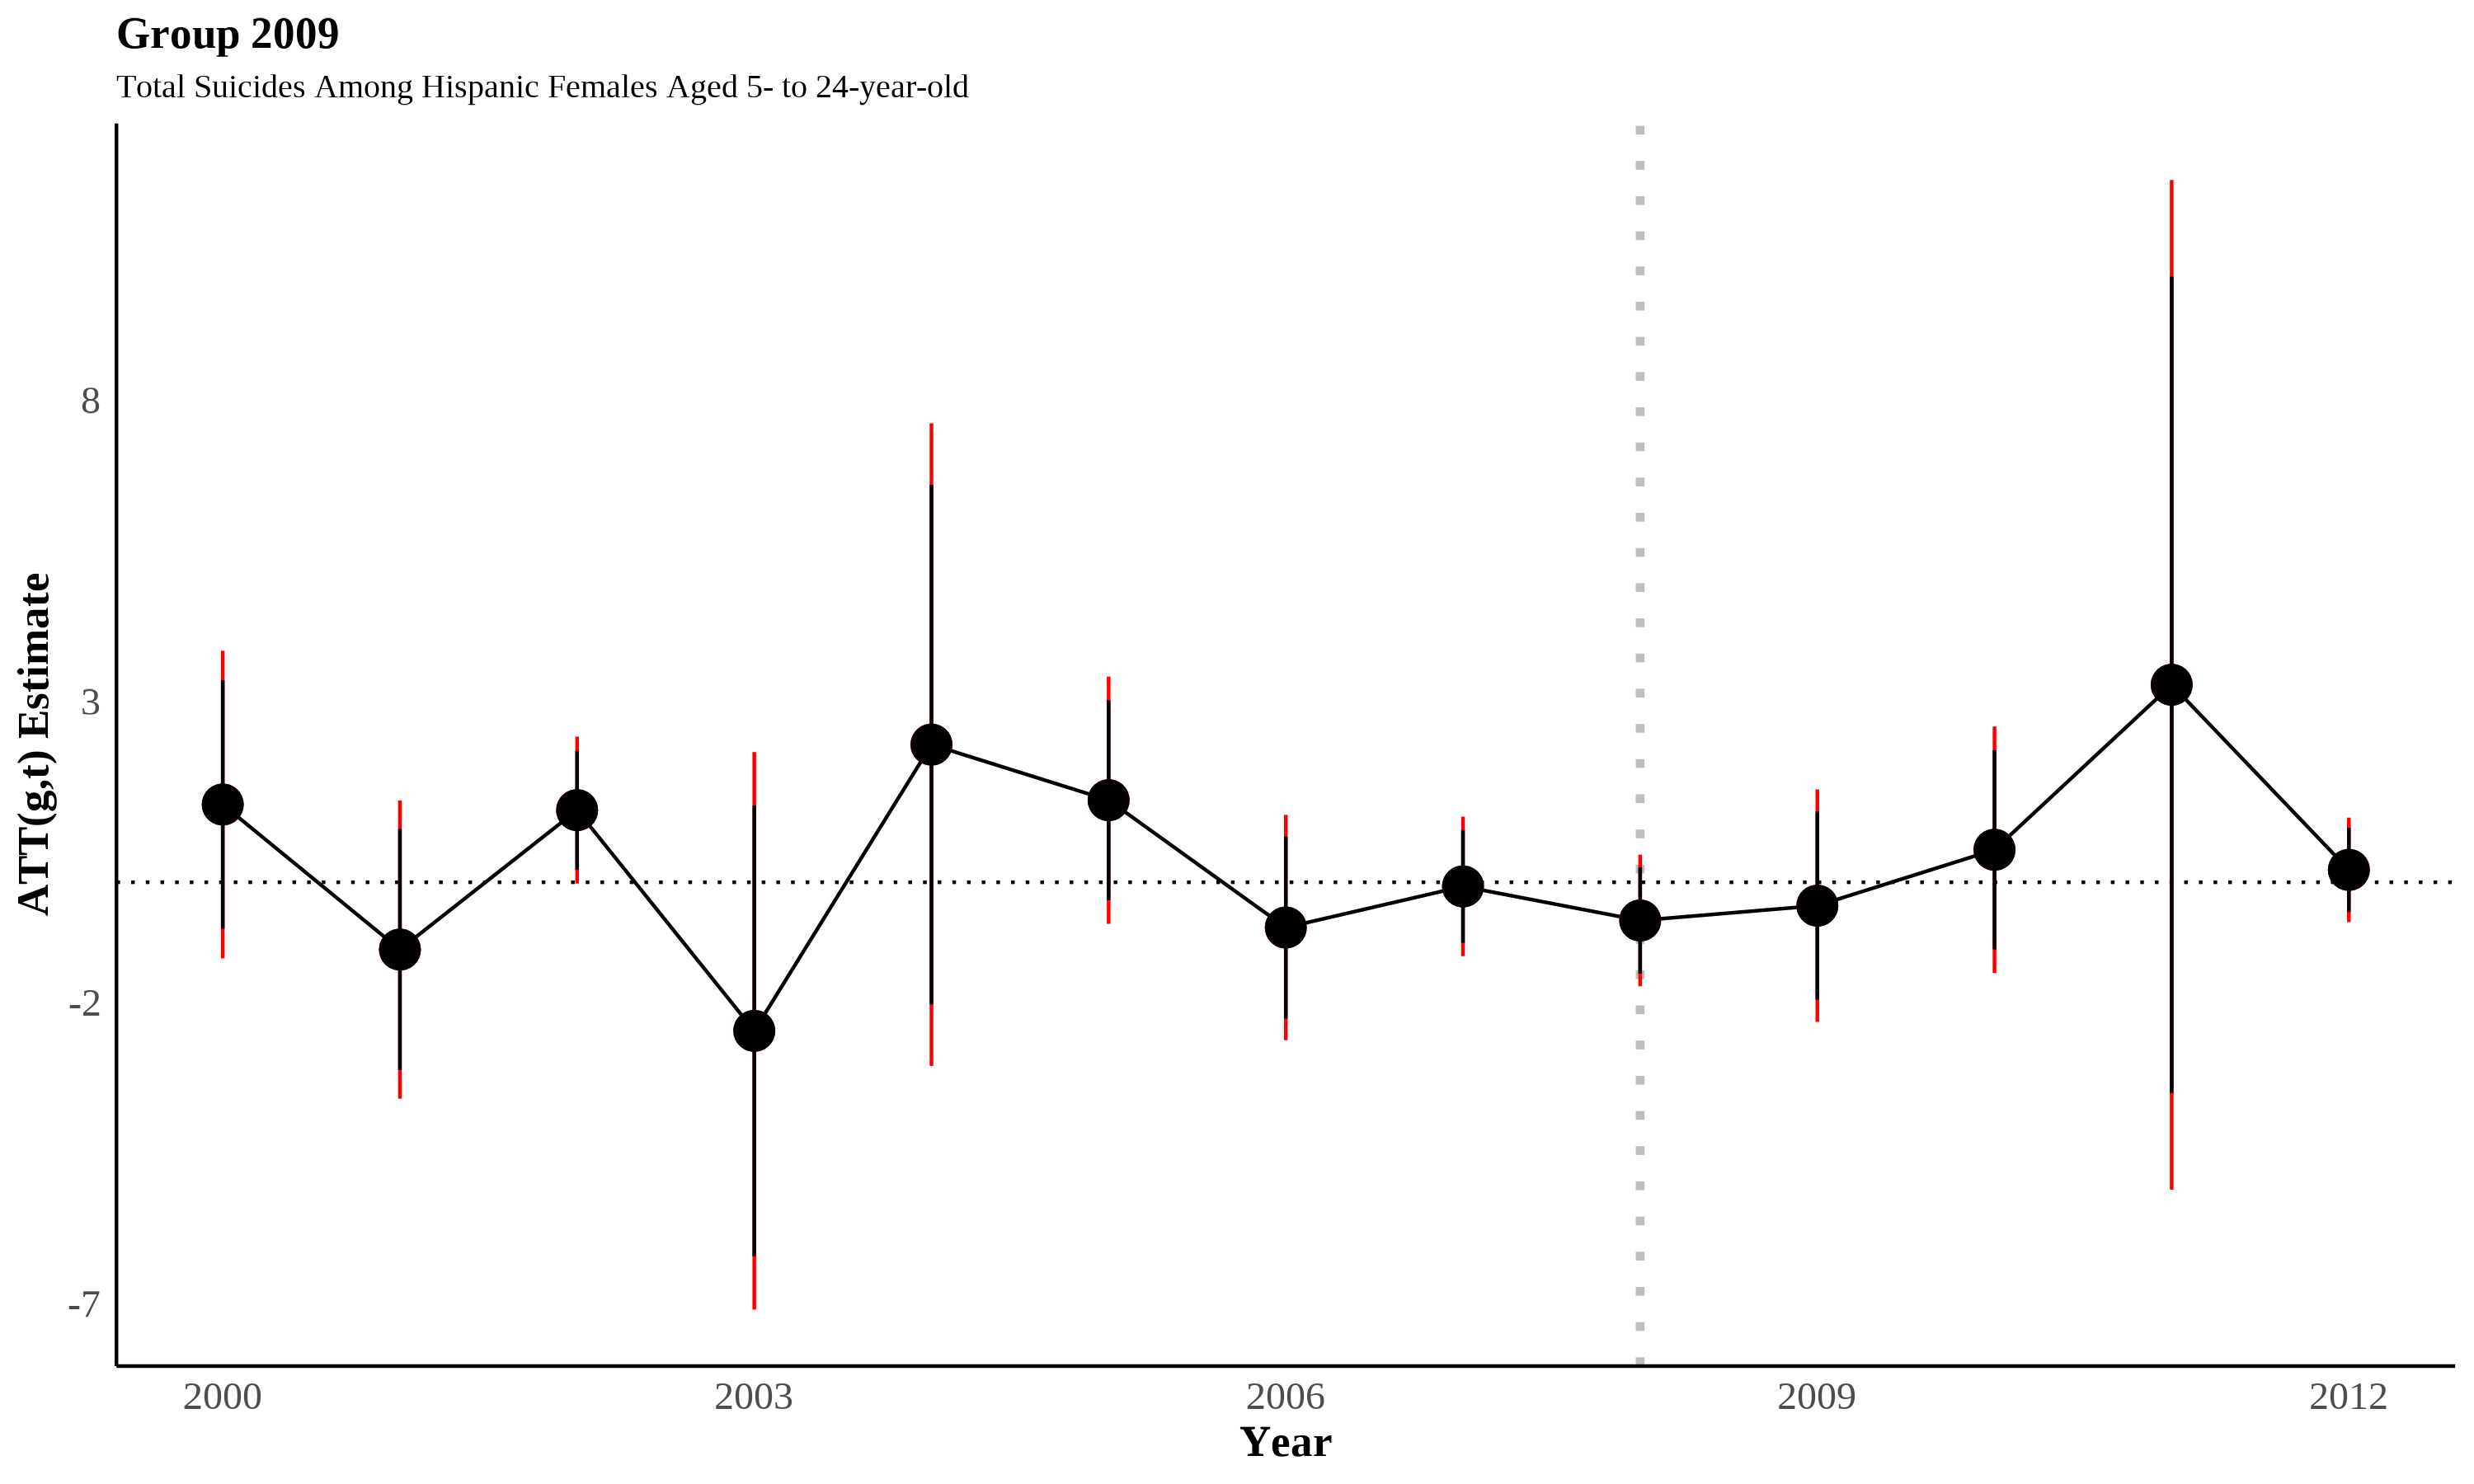 Group 2009
Total Suicides Among Hispanic Females Aged 5- to 24-year-old
ATT(g,t) Estimate
8
3
-2
-7
2000 2003 2006 2009 2012
Year